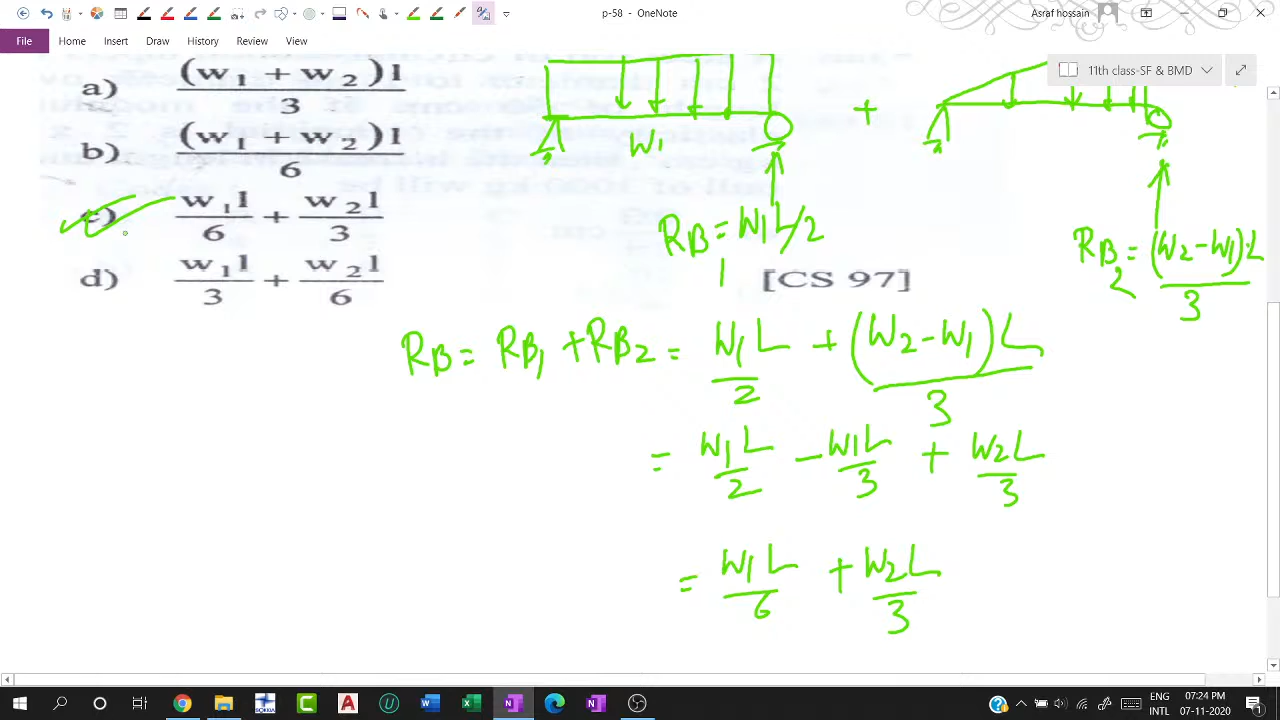 p-58 - OneNote
Asraf hossain
File Home Insert Draw History Review View
11th class-SF & BMD
a) (w₁ + w₂)l / 3
b) (w₁ + w₂)l / 6
c) w₁l/6 + w₂l/3
d) w₁l/3 + w₂l/6
+
W₁
RB₁ = W₁L/2
RB₂ = (W₂-W₁)·L / 3
[CS 97]
RB = RB₁ + RB₂ = W₁L/2 + (W₂-W₁)L/3
= W₁L/2 - W₁L/3 + W₂L/3
= W₁L/6 + W₂L/3
ENG 07:24 PM
INTL 07-11-2020